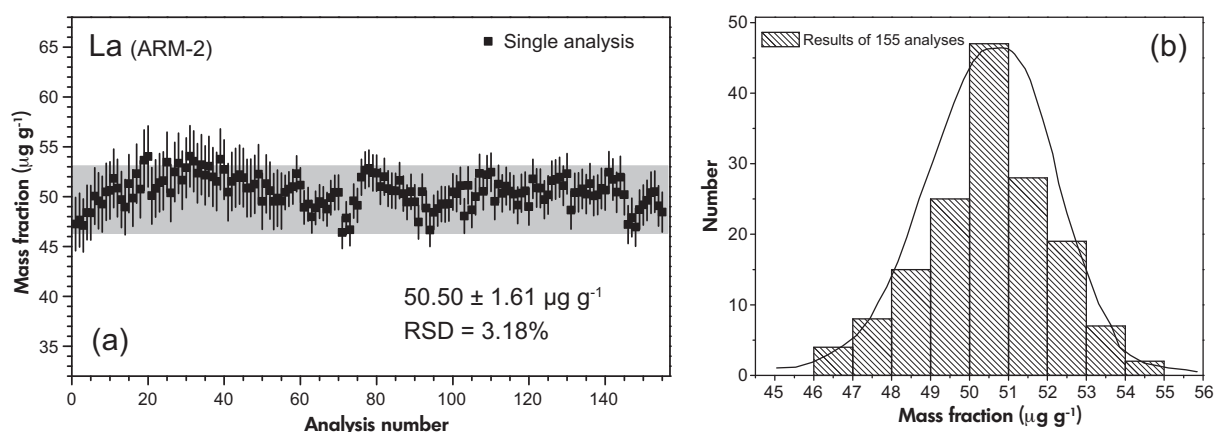 La (ARM-2)
Single analysis
Mass fraction (μg g⁻¹)
65
60
55
50
45
40
35
50.50 ± 1.61 μg g⁻¹
RSD = 3.18%
(a)
0 20 40 60 80 100 120 140
Analysis number
Results of 155 analyses
(b)
Number
50
40
30
20
10
0
45 46 47 48 49 50 51 52 53 54 55 56
Mass fraction (μg g⁻¹)